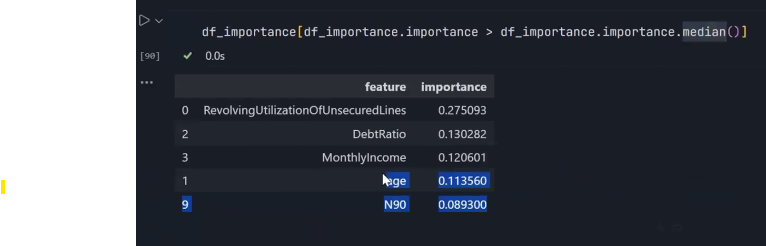 df_importance[df_importance.importance > df_importance.importance.median()]
[90] ✓ 0.0s
feature importance
0 RevolvingUtilizationOfUnsecuredLines 0.275093
2 DebtRatio 0.130282
3 MonthlyIncome 0.120601
1 age 0.113560
9 N90 0.089300